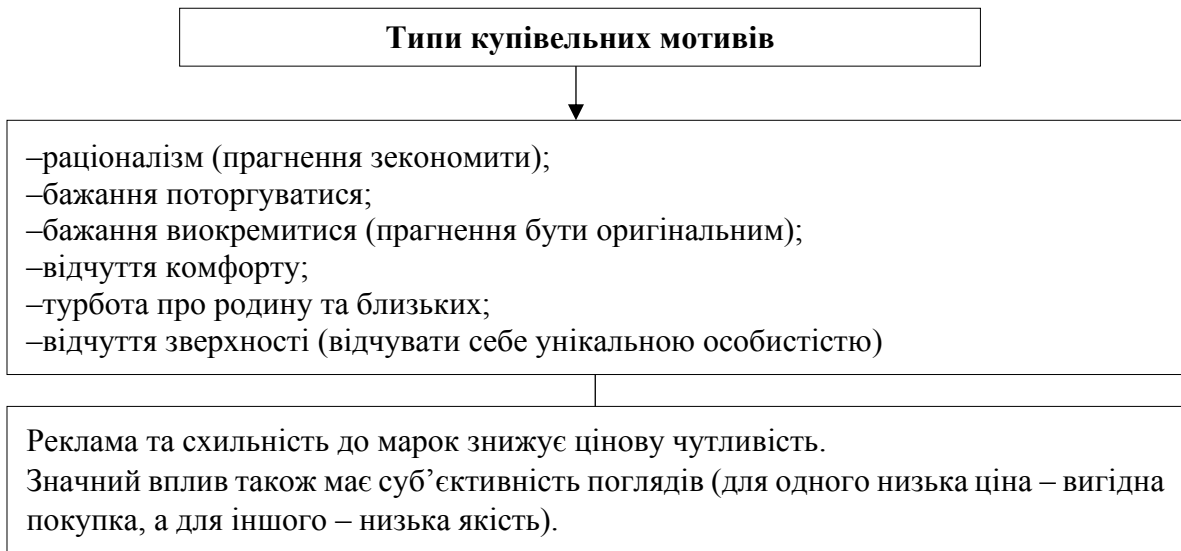 Типи купівельних мотивів
–раціоналізм (прагнення зекономити);
–бажання поторгуватися;
–бажання виокремитися (прагнення бути оригінальним);
–відчуття комфорту;
–турбота про родину та близьких;
–відчуття зверхності (відчувати себе унікальною особистістю)
Реклама та схильність до марок знижує цінову чутливість.
Значний вплив також має суб’єктивність поглядів (для одного низька ціна – вигідна
покупка, а для іншого – низька якість).